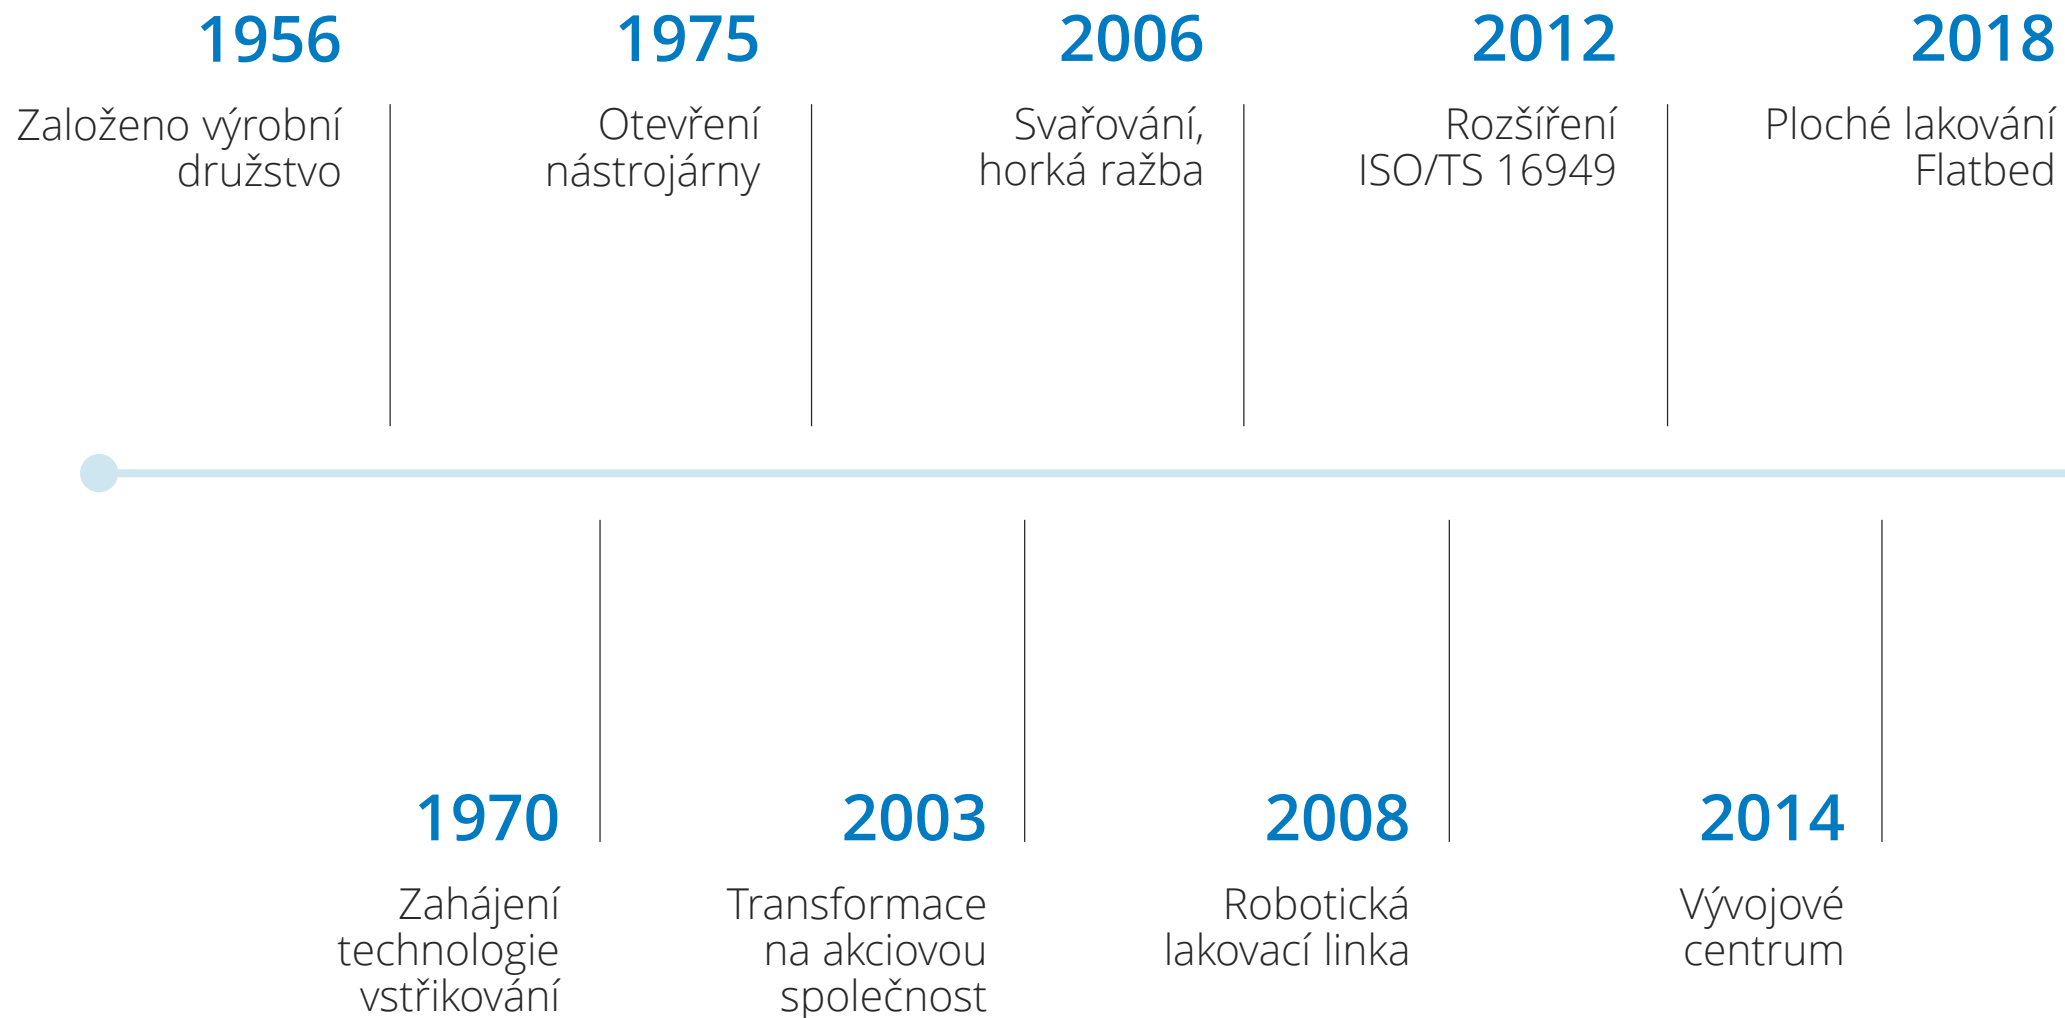 1956
Založeno výrobní
družstvo
1975
Otevření
nástrojárny
2006
Svařování,
horká ražba
2012
Rozšíření
ISO/TS 16949
2018
Ploché lakování
Flatbed
1970
Zahájení
technologie
vstřikování
2003
Transformace
na akciovou
společnost
2008
Robotická
lakovací linka
2014
Vývojové
centrum